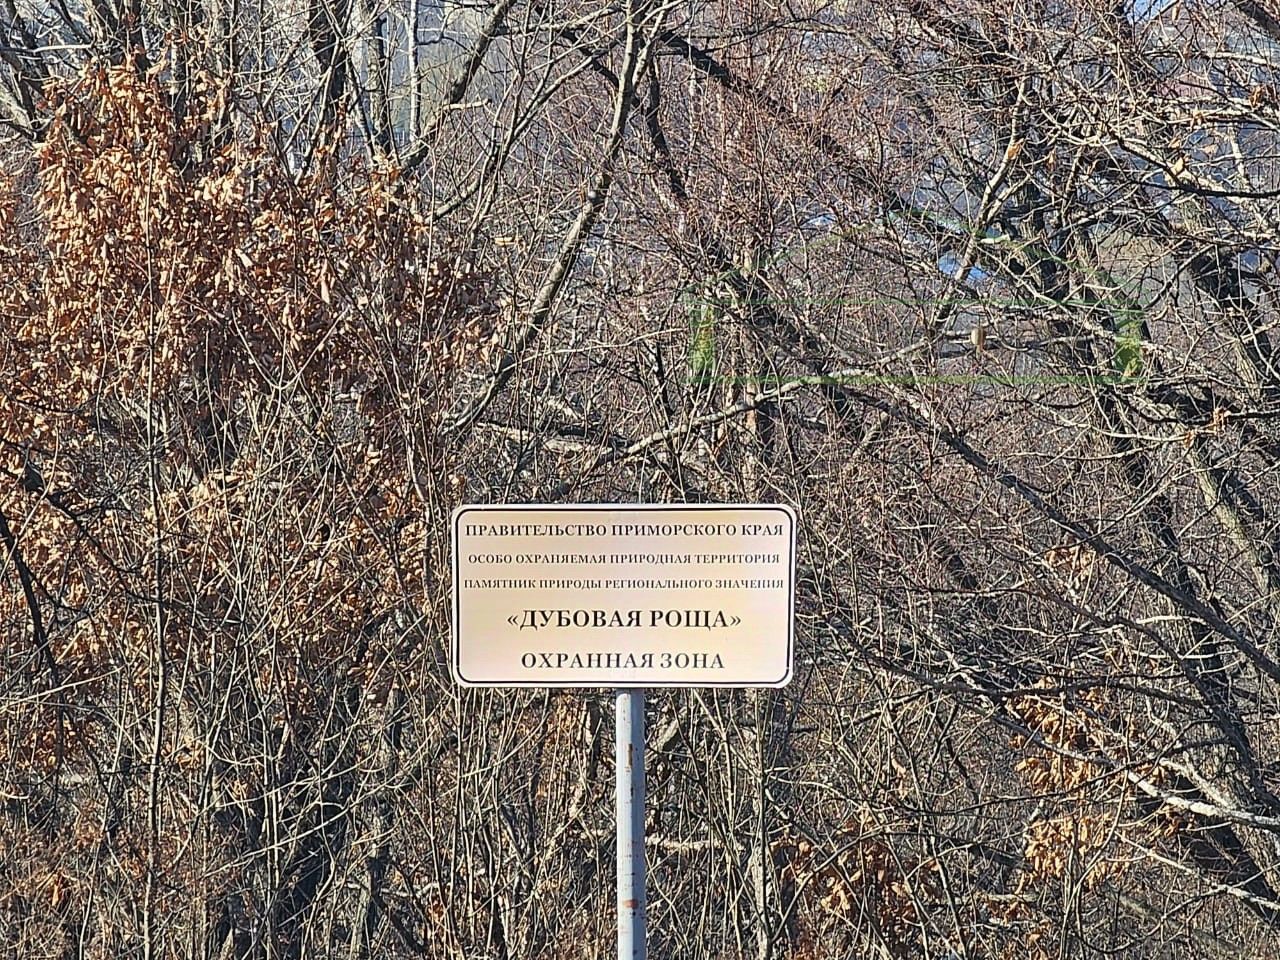 ПРАВИТЕЛЬСТВО ПРИМОРСКОГО КРАЯ
ОСОБО ОХРАНЯЕМАЯ ПРИРОДНАЯ ТЕРРИТОРИЯ
ПАМЯТНИК ПРИРОДЫ РЕГИОНАЛЬНОГО ЗНАЧЕНИЯ
«ДУБОВАЯ РОЩА»
ОХРАННАЯ ЗОНА